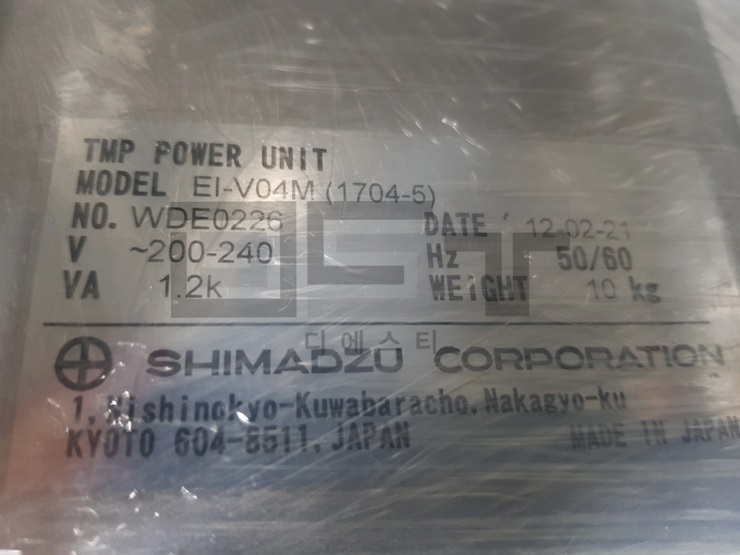 TMP POWER UNIT
MODEL EI-V04M (1704-5)
NO. WDE0226 DATE ' 12-02-21
V ~200-240 Hz 50/60
VA 1.2k WEIGHT 10 kg
DST
디에스티
SHIMADZU CORPORATION
1, Nishinokyo-Kuwabaracho, Nakagyo-ku
KYOTO 604-8511, JAPAN MADE IN JAPAN